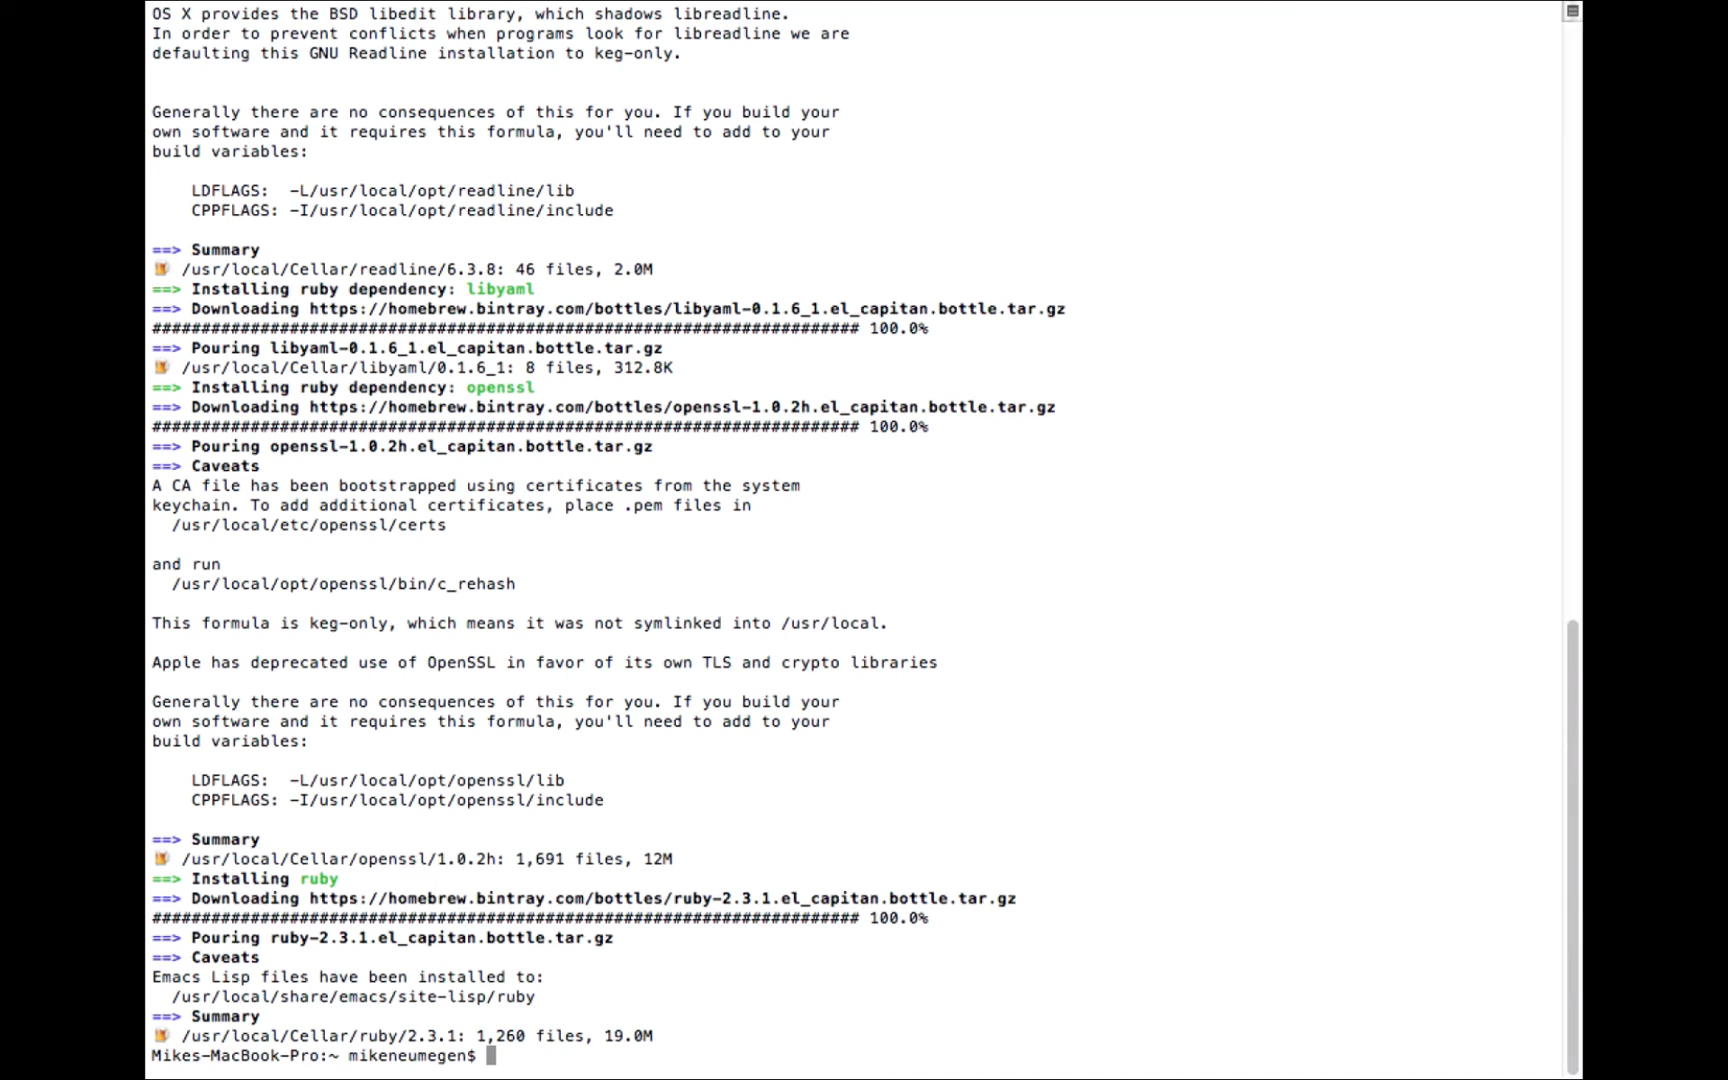 OS X provides the BSD libedit library, which shadows libreadline.
In order to prevent conflicts when programs look for libreadline we are
defaulting this GNU Readline installation to keg-only.
Generally there are no consequences of this for you. If you build your
own software and it requires this formula, you'll need to add to your
build variables:
LDFLAGS:  -L/usr/local/opt/readline/lib
CPPFLAGS: -I/usr/local/opt/readline/include
==> Summary
🍺 /usr/local/Cellar/readline/6.3.8: 46 files, 2.0M
==> Installing ruby dependency: libyaml
==> Downloading https://homebrew.bintray.com/bottles/libyaml-0.1.6_1.el_capitan.bottle.tar.gz
######################################################################## 100.0%
==> Pouring libyaml-0.1.6_1.el_capitan.bottle.tar.gz
🍺 /usr/local/Cellar/libyaml/0.1.6_1: 8 files, 312.8K
==> Installing ruby dependency: openssl
==> Downloading https://homebrew.bintray.com/bottles/openssl-1.0.2h.el_capitan.bottle.tar.gz
######################################################################## 100.0%
==> Pouring openssl-1.0.2h.el_capitan.bottle.tar.gz
==> Caveats
A CA file has been bootstrapped using certificates from the system
keychain. To add additional certificates, place .pem files in
/usr/local/etc/openssl/certs
and run
/usr/local/opt/openssl/bin/c_rehash
This formula is keg-only, which means it was not symlinked into /usr/local.
Apple has deprecated use of OpenSSL in favor of its own TLS and crypto libraries
Generally there are no consequences of this for you. If you build your
own software and it requires this formula, you'll need to add to your
build variables:
LDFLAGS:  -L/usr/local/opt/openssl/lib
CPPFLAGS: -I/usr/local/opt/openssl/include
==> Summary
🍺 /usr/local/Cellar/openssl/1.0.2h: 1,691 files, 12M
==> Installing ruby
==> Downloading https://homebrew.bintray.com/bottles/ruby-2.3.1.el_capitan.bottle.tar.gz
######################################################################## 100.0%
==> Pouring ruby-2.3.1.el_capitan.bottle.tar.gz
==> Caveats
Emacs Lisp files have been installed to:
/usr/local/share/emacs/site-lisp/ruby
==> Summary
🍺 /usr/local/Cellar/ruby/2.3.1: 1,260 files, 19.0M
Mikes-MacBook-Pro:~ mikeneumegen$